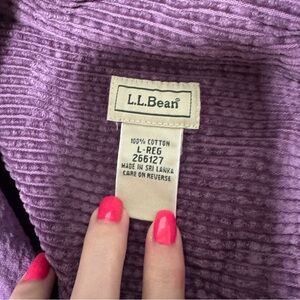 L.L.Bean®
100% COTTON
L-REG
266127
MADE IN SRI LANKA
CARE ON REVERSE